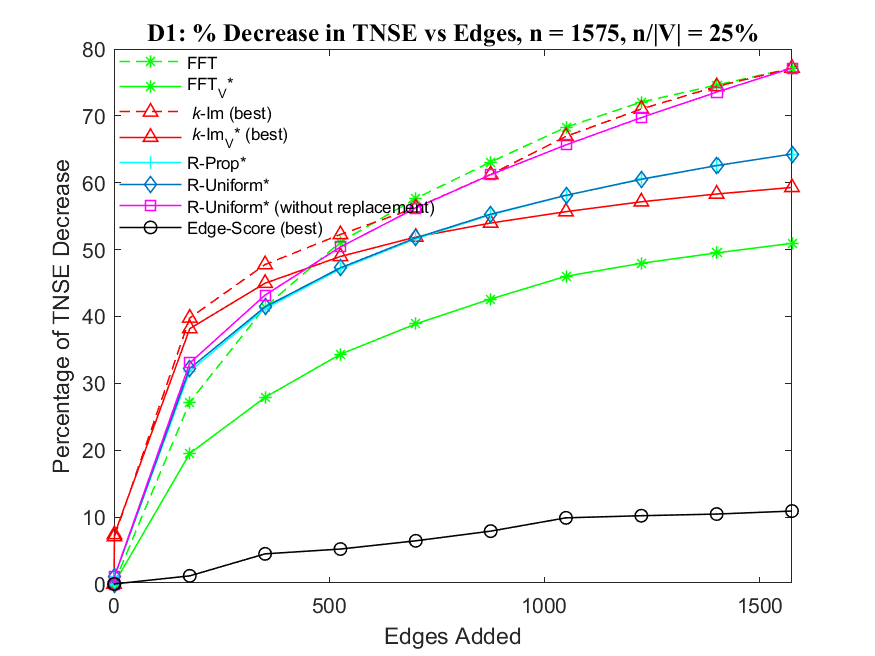 D1: % Decrease in TNSE vs Edges, n = 1575, n/|V| = 25%
FFT
FFT_V*
k-Im (best)
k-Im_V* (best)
R-Prop*
R-Uniform*
R-Uniform* (without replacement)
Edge-Score (best)
Percentage of TNSE Decrease
80
70
60
50
40
30
20
10
0
0 500 1000 1500
Edges Added